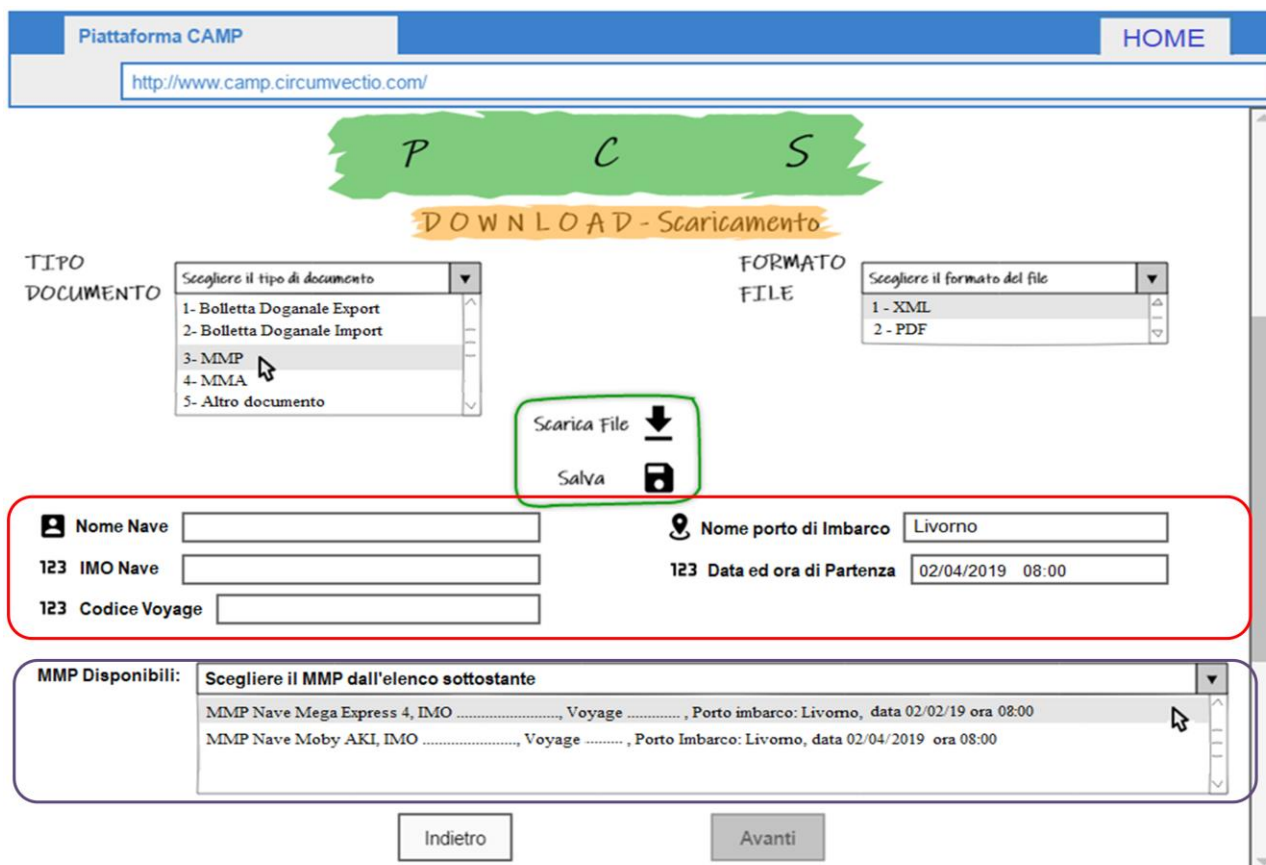 Piattaforma CAMP
HOME
http://www.camp.circumvectio.com/
P C S
DOWNLOAD - Scaricamento
TIPO DOCUMENTO
Scegliere il tipo di documento
1- Bolletta Doganale Export
2- Bolletta Doganale Import
3- MMP
4- MMA
5- Altro documento
FORMATO FILE
Scegliere il formato del file
1 - XML
2 - PDF
Scarica File
Salva
Nome Nave
Nome porto di Imbarco Livorno
123 IMO Nave
123 Data ed ora di Partenza 02/04/2019 08:00
123 Codice Voyage
MMP Disponibili: Scegliere il MMP dall'elenco sottostante
MMP Nave Mega Express 4, IMO ..........................., Voyage ............. , Porto imbarco: Livorno, data 02/02/19 ora 08:00
MMP Nave Moby AKI, IMO ........................, Voyage ......... , Porto Imbarco: Livorno, data 02/04/2019 ora 08:00
Indietro
Avanti